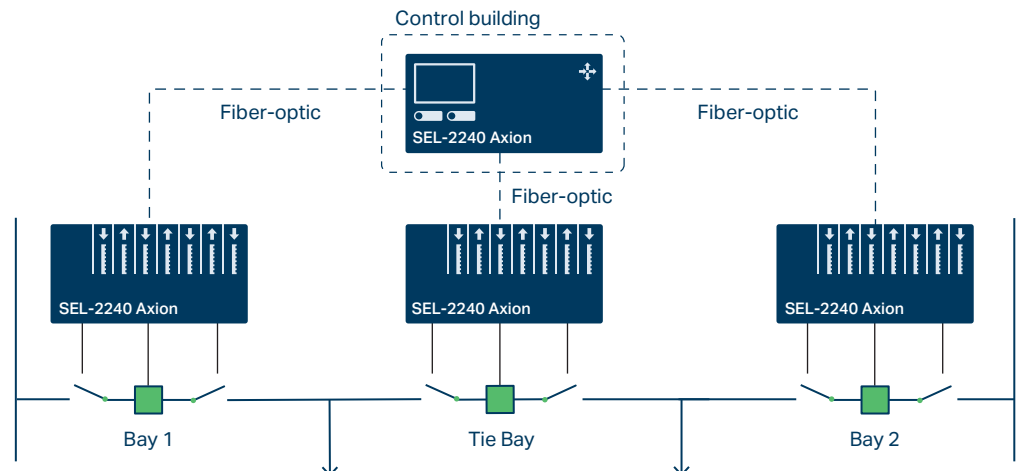 Control building
SEL-2240 Axion
Fiber-optic
Fiber-optic
Fiber-optic
SEL-2240 Axion
SEL-2240 Axion
SEL-2240 Axion
Bay 1
Tie Bay
Bay 2